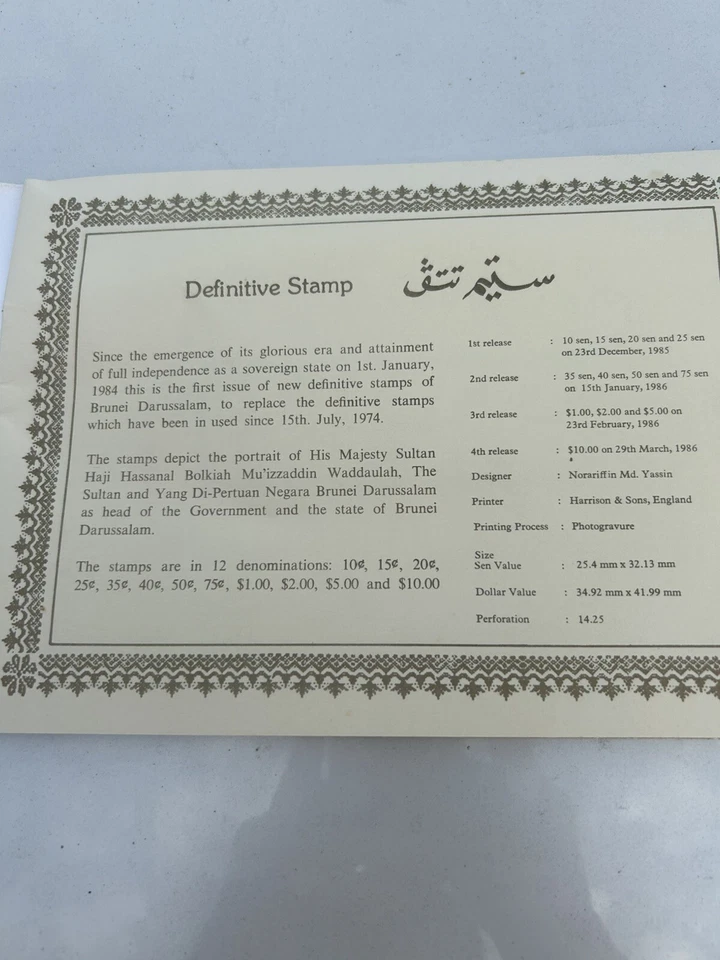 Definitive Stamp ستيم تتڤ
Since the emergence of its glorious era and attainment
of full independence as a sovereign state on 1st. January,
1984 this is the first issue of new definitive stamps of
Brunei Darussalam, to replace the definitive stamps
which have been in used since 15th. July, 1974.
The stamps depict the portrait of His Majesty Sultan
Haji Hassanal Bolkiah Mu'izzaddin Waddaulah, The
Sultan and Yang Di-Pertuan Negara Brunei Darussalam
as head of the Government and the state of Brunei
Darussalam.
The stamps are in 12 denominations: 10¢, 15¢, 20¢,
25¢, 35¢, 40¢, 50¢, 75¢, $1.00, $2.00, $5.00 and $10.00
1st release : 10 sen, 15 sen, 20 sen and 25 sen
on 23rd December, 1985
2nd release : 35 sen, 40 sen, 50 sen and 75 sen
on 15th January, 1986
3rd release : $1.00, $2.00 and $5.00 on
23rd February, 1986
4th release : $10.00 on 29th March, 1986
Designer : Norariffin Md. Yassin
Printer : Harrison & Sons, England
Printing Process : Photogravure
Size
Sen Value : 25.4 mm x 32.13 mm
Dollar Value : 34.92 mm x 41.99 mm
Perforation : 14.25